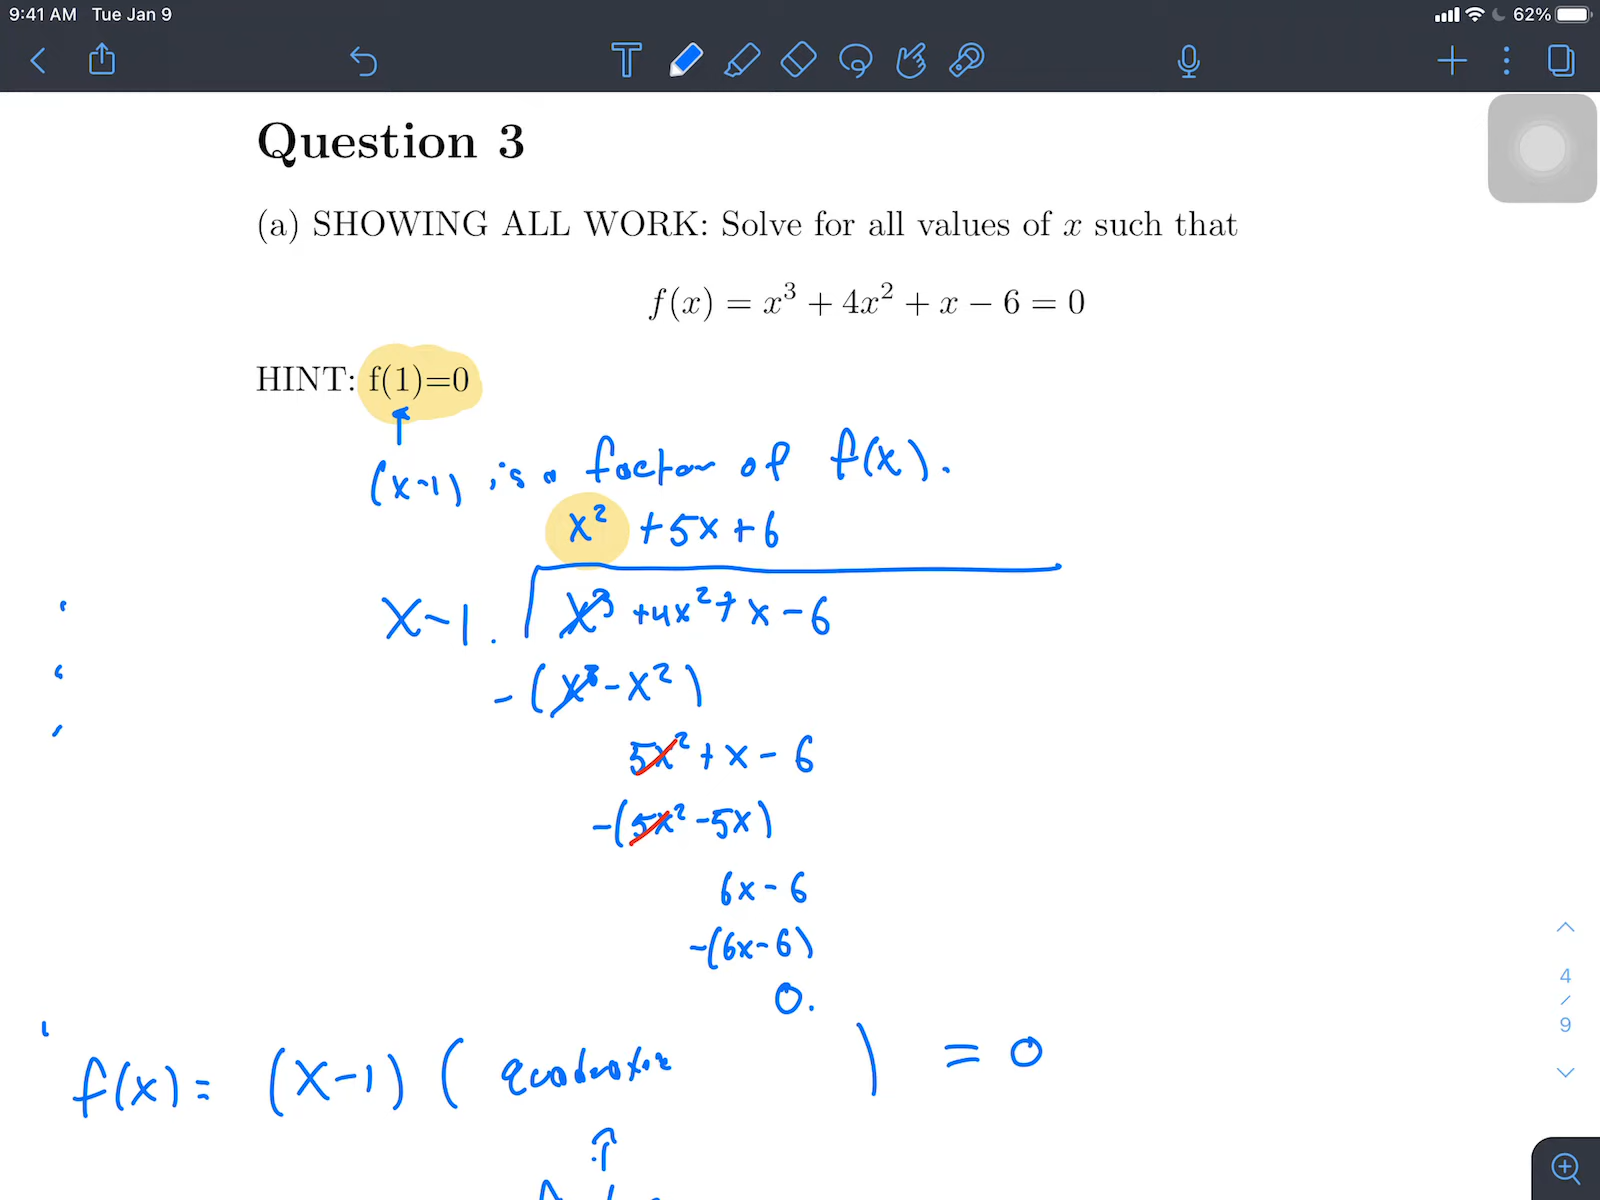 9:41 AM Tue Jan 9 62%
Question 3
(a) SHOWING ALL WORK: Solve for all values of x such that
f(x) = x³ + 4x² + x − 6 = 0
HINT: f(1)=0
(x-1) is a factor of f(x).
x² +5x+6
x-1. x³ +4x²+x-6
-(x³-x²)
5x²+x-6
-(5x²-5x)
6x-6
-(6x-6)
0.
f(x)= (x-1)( quadratic ) = 0
4
/
9